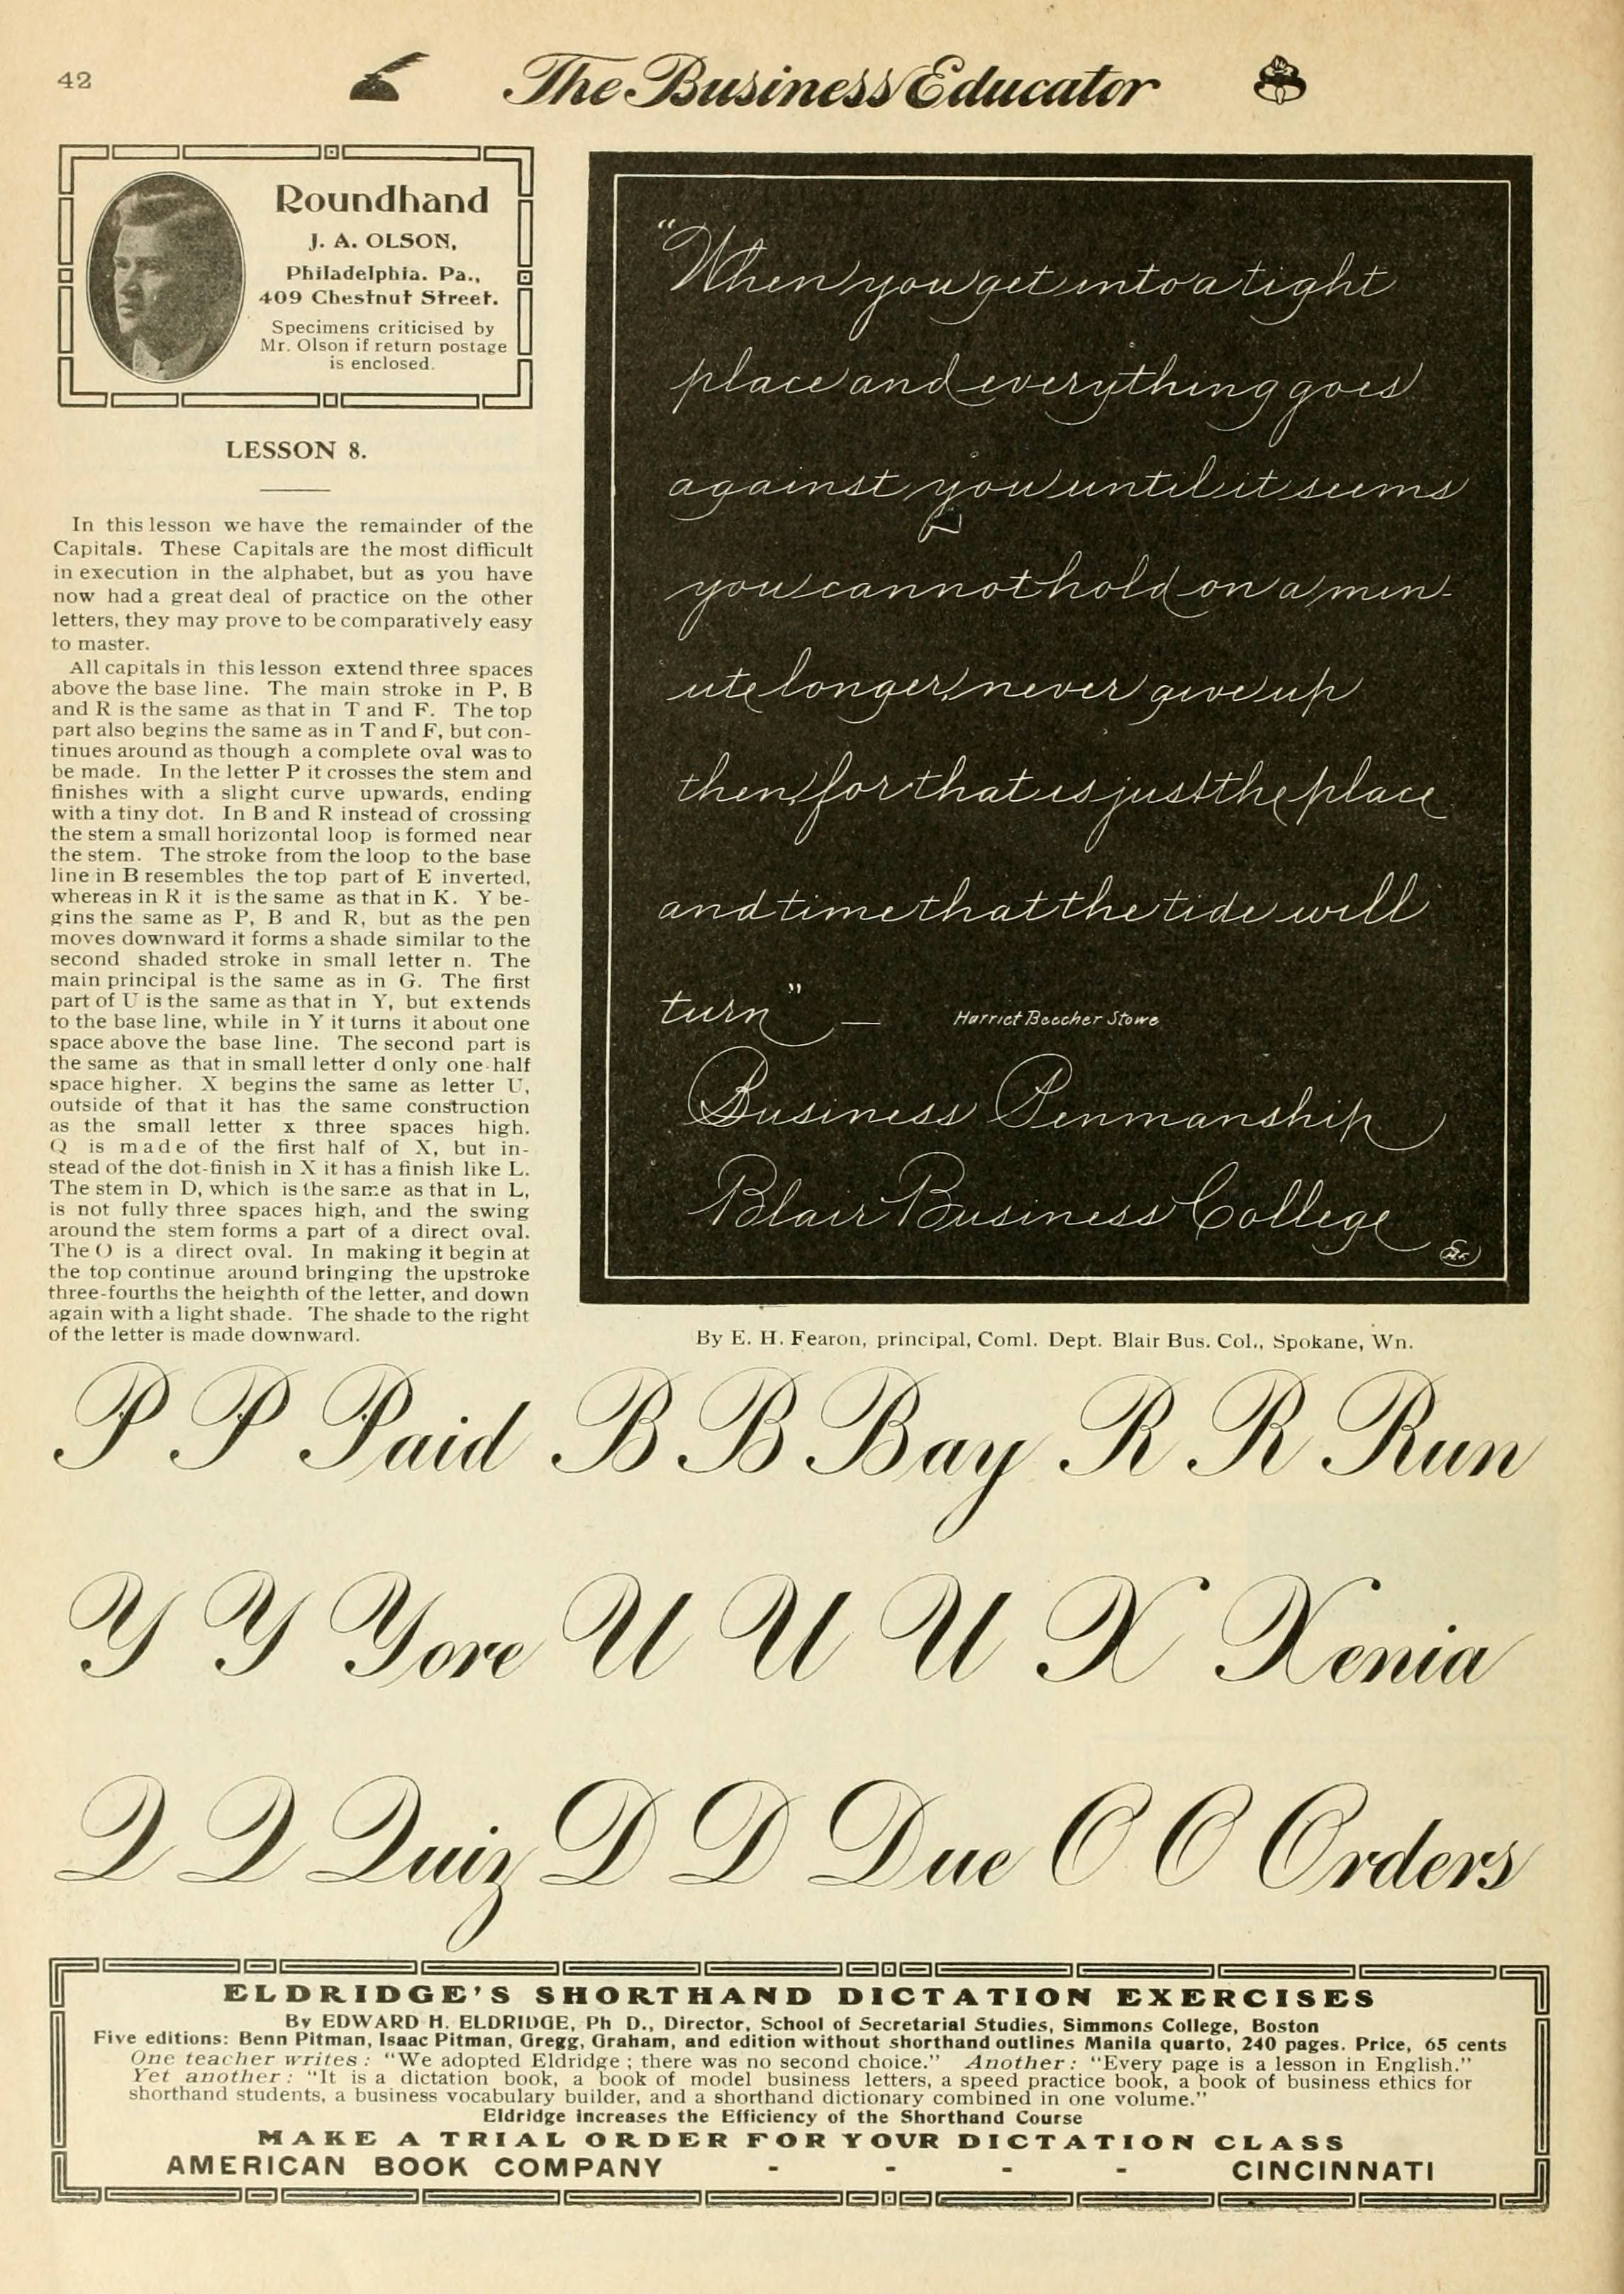 42
The Business Educator
Roundhand
J. A. OLSON,
Philadelphia. Pa.,
409 Chestnut Street.
Specimens criticised by
Mr. Olson if return postage
is enclosed.
LESSON 8.
In this lesson we have the remainder of the
Capitals. These Capitals are the most difficult
in execution in the alphabet, but as you have
now had a great deal of practice on the other
letters, they may prove to be comparatively easy
to master.
All capitals in this lesson extend three spaces
above the base line. The main stroke in P, B
and R is the same as that in T and F. The top
part also begins the same as in T and F, but con-
tinues around as though a complete oval was to
be made. In the letter P it crosses the stem and
finishes with a slight curve upwards, ending
with a tiny dot. In B and R instead of crossing
the stem a small horizontal loop is formed near
the stem. The stroke from the loop to the base
line in B resembles the top part of E inverted,
whereas in R it is the same as that in K. Y be-
gins the same as P, B and R, but as the pen
moves downward it forms a shade similar to the
second shaded stroke in small letter n. The
main principal is the same as in G. The first
part of U is the same as that in Y, but extends
to the base line, while in Y it turns it about one
space above the base line. The second part is
the same as that in small letter d only one-half
space higher. X begins the same as letter U,
outside of that it has the same construction
as the small letter x three spaces high.
Q is made of the first half of X, but in-
stead of the dot-finish in X it has a finish like L.
The stem in D, which is the same as that in L,
is not fully three spaces high, and the swing
around the stem forms a part of a direct oval.
The O is a direct oval. In making it begin at
the top continue around bringing the upstroke
three-fourths the heighth of the letter, and down
again with a light shade. The shade to the right
of the letter is made downward.
"When you get into a tight
place and everything goes
against you until it seems
you cannot hold on a min-
ute longer, never give up
then, for that is just the place
and time that the tide will
turn" —
Harriet Beecher Stowe
Business Penmanship
Blair Business College
By E. H. Fearon, principal, Coml. Dept. Blair Bus. Col., Spokane, Wn.
P P Paid B B Bay R R Run
Y Y Yore U U U X Xenia
Q Q Quiz D D Due O O Orders
ELDRIDGE'S SHORTHAND DICTATION EXERCISES
By EDWARD H. ELDRIDGE, Ph D., Director, School of Secretarial Studies, Simmons College, Boston
Five editions: Benn Pitman, Isaac Pitman, Gregg, Graham, and edition without shorthand outlines Manila quarto, 240 pages. Price, 65 cents
One teacher writes: "We adopted Eldridge; there was no second choice." Another: "Every page is a lesson in English."
Yet another: "It is a dictation book, a book of model business letters, a speed practice book, a book of business ethics for
shorthand students, a business vocabulary builder, and a shorthand dictionary combined in one volume."
Eldridge increases the Efficiency of the Shorthand Course
MAKE A TRIAL ORDER FOR YOUR DICTATION CLASS
AMERICAN BOOK COMPANY - - - - CINCINNATI